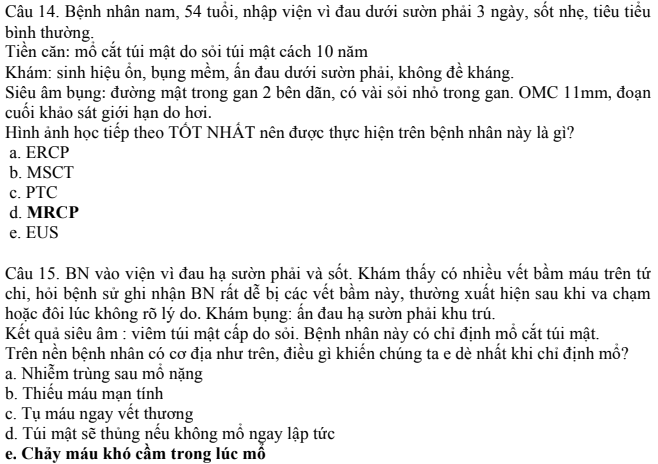 Câu 14. Bệnh nhân nam, 54 tuổi, nhập viện vì đau dưới sườn phải 3 ngày, sốt nhẹ, tiêu tiểu
bình thường.
Tiền căn: mổ cắt túi mật do sỏi túi mật cách 10 năm
Khám: sinh hiệu ổn, bụng mềm, ấn đau dưới sườn phải, không đề kháng.
Siêu âm bụng: đường mật trong gan 2 bên dãn, có vài sỏi nhỏ trong gan. OMC 11mm, đoạn
cuối khảo sát giới hạn do hơi.
Hình ảnh học tiếp theo TỐT NHẤT nên được thực hiện trên bệnh nhân này là gì?
a. ERCP
b. MSCT
c. PTC
d. MRCP
e. EUS
Câu 15. BN vào viện vì đau hạ sườn phải và sốt. Khám thấy có nhiều vết bầm máu trên tứ
chi, hỏi bệnh sử ghi nhận BN rất dễ bị các vết bầm này, thường xuất hiện sau khi va chạm
hoặc đôi lúc không rõ lý do. Khám bụng: ấn đau hạ sườn phải khu trú.
Kết quả siêu âm : viêm túi mật cấp do sỏi. Bệnh nhân này có chỉ định mổ cắt túi mật.
Trên nền bệnh nhân có cơ địa như trên, điều gì khiến chúng ta e dè nhất khi chỉ định mổ?
a. Nhiễm trùng sau mổ nặng
b. Thiếu máu mạn tính
c. Tụ máu ngay vết thương
d. Túi mật sẽ thủng nếu không mổ ngay lập tức
e. Chảy máu khó cầm trong lúc mổ